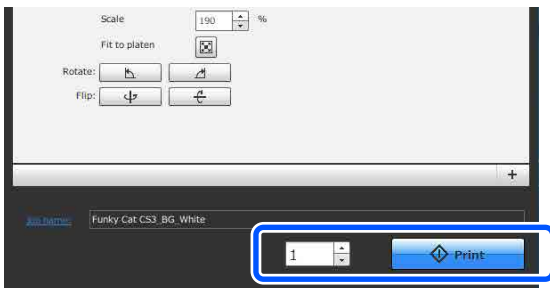 Scale 190 %
Fit to platen
Rotate:
Flip:
+
Job name: Funky Cat CS3_BG_White
1 Print